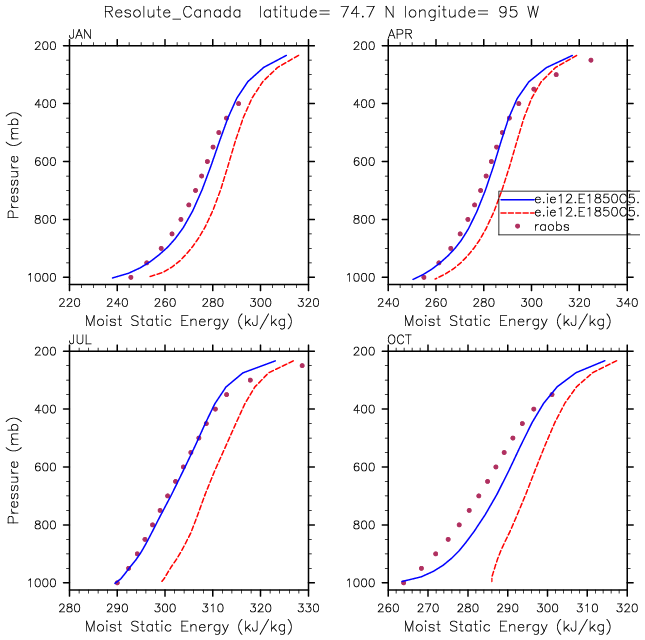 Resolute_Canada latitude= 74.7 N longitude= 95 W
JAN
APR
200
400
600
800
1000
Pressure (mb)
220 240 260 280 300 320
Moist Static Energy (kJ/kg)
200
400
600
800
1000
240 260 280 300 320 340
Moist Static Energy (kJ/kg)
e.ie12.E1850C5.
e.ie12.E1850C5.
raobs
JUL
OCT
200
400
600
800
1000
Pressure (mb)
280 290 300 310 320 330
Moist Static Energy (kJ/kg)
200
400
600
800
1000
260 270 280 290 300 310 320
Moist Static Energy (kJ/kg)